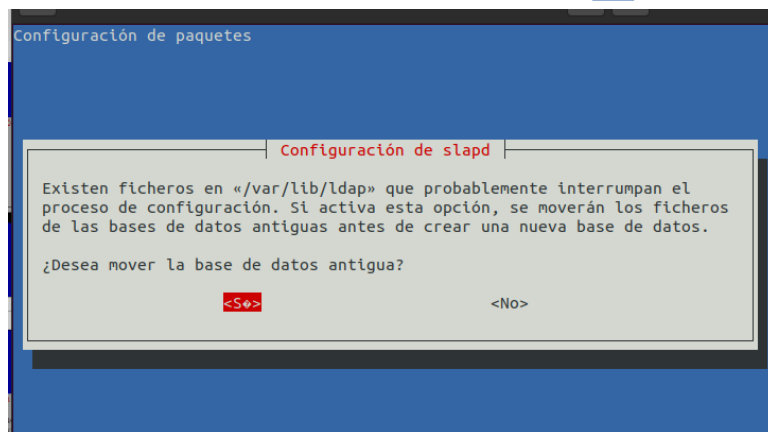 Configuración de paquetes
Configuración de slapd
Existen ficheros en «/var/lib/ldap» que probablemente interrumpan el
proceso de configuración. Si activa esta opción, se moverán los ficheros
de las bases de datos antiguas antes de crear una nueva base de datos.
¿Desea mover la base de datos antigua?
<S�> <No>